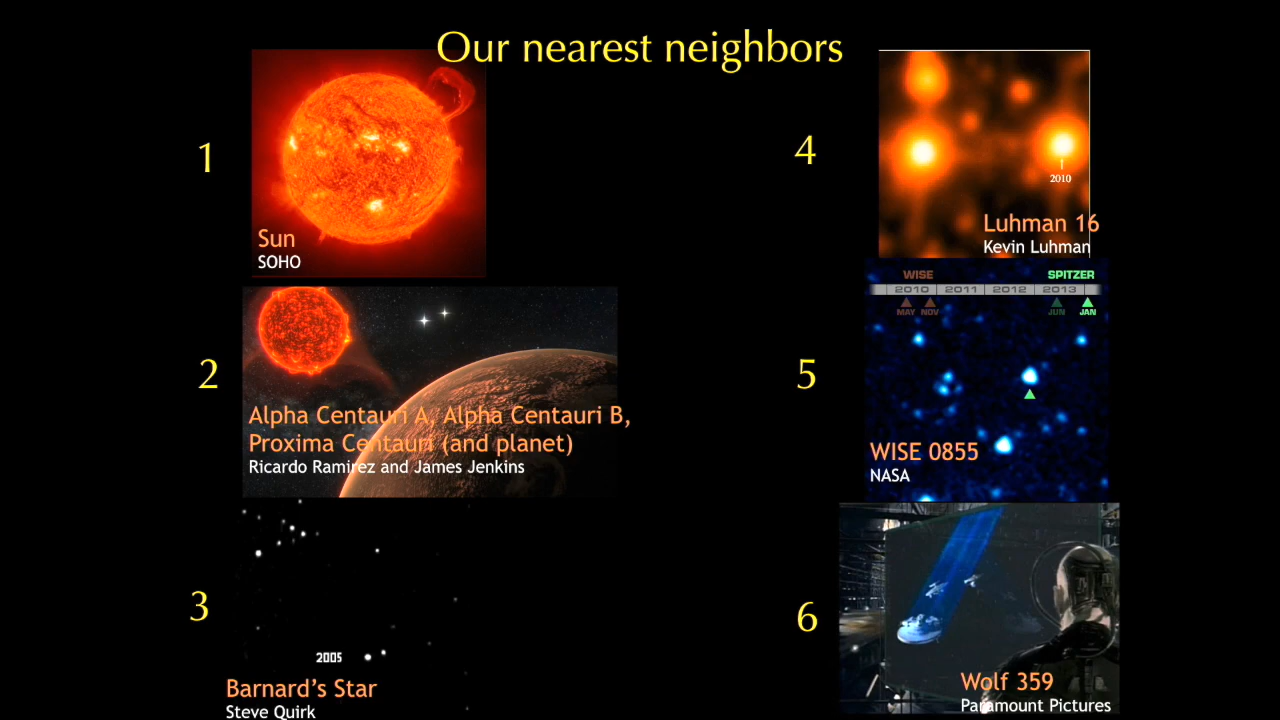 Our nearest neighbors
1
Sun
SOHO
2
Alpha Centauri A, Alpha Centauri B,
Proxima Centauri (and planet)
Ricardo Ramirez and James Jenkins
3
2005
Barnard's Star
Steve Quirk
4
2010
Luhman 16
Kevin Luhman
5
WISE SPITZER
2010 2011 2012 2013
MAY NOV JUN JAN
WISE 0855
NASA
6
Wolf 359
Paramount Pictures